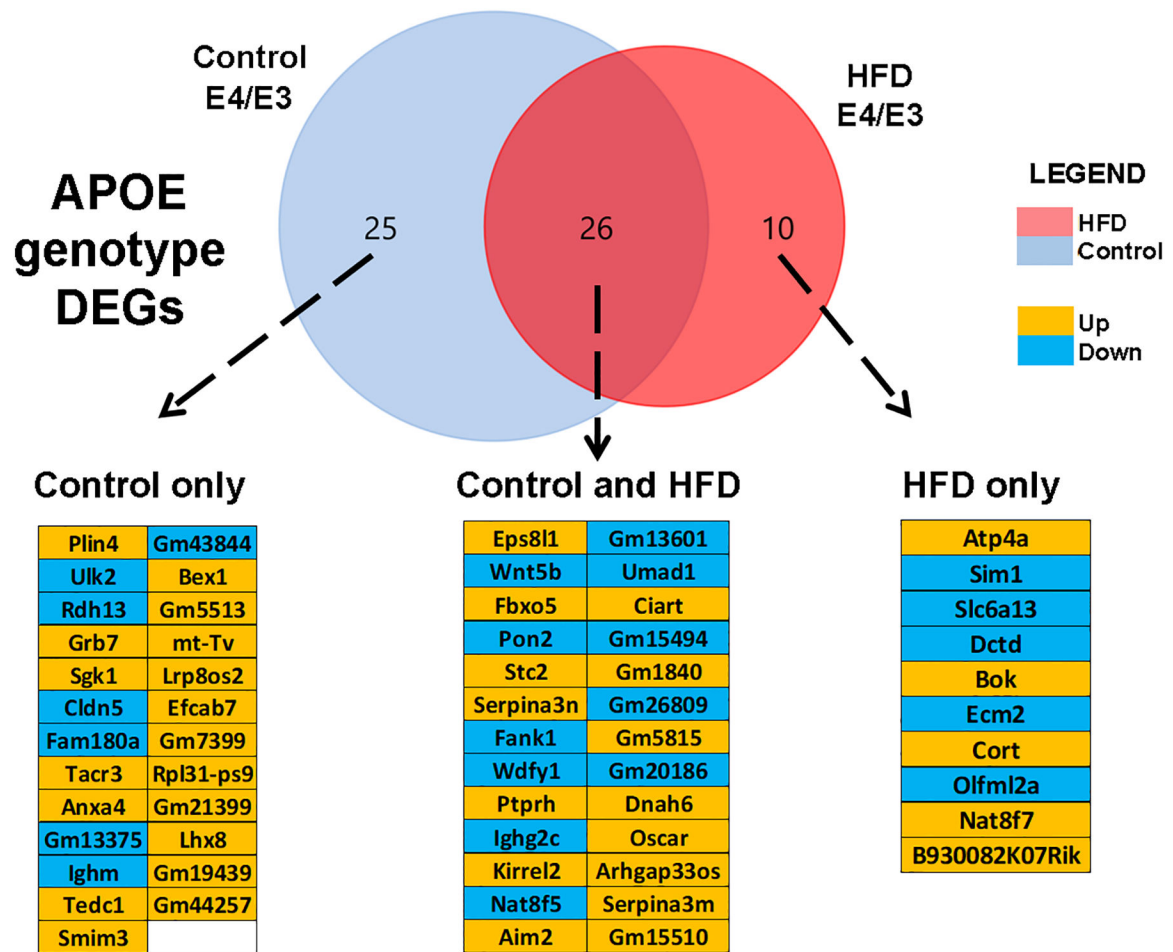 Control
E4/E3
HFD
E4/E3
APOE
genotype
DEGs
25
26
10
LEGEND
HFD
Control
Up
Down
Control only
Plin4 Gm43844
Ulk2 Bex1
Rdh13 Gm5513
Grb7 mt-Tv
Sgk1 Lrp8os2
Cldn5 Efcab7
Fam180a Gm7399
Tacr3 Rpl31-ps9
Anxa4 Gm21399
Gm13375 Lhx8
Ighm Gm19439
Tedc1 Gm44257
Smim3
Control and HFD
Eps8l1 Gm13601
Wnt5b Umad1
Fbxo5 Ciart
Pon2 Gm15494
Stc2 Gm1840
Serpina3n Gm26809
Fank1 Gm5815
Wdfy1 Gm20186
Ptprh Dnah6
Ighg2c Oscar
Kirrel2 Arhgap33os
Nat8f5 Serpina3m
Aim2 Gm15510
HFD only
Atp4a
Sim1
Slc6a13
Dctd
Bok
Ecm2
Cort
Olfml2a
Nat8f7
B930082K07Rik